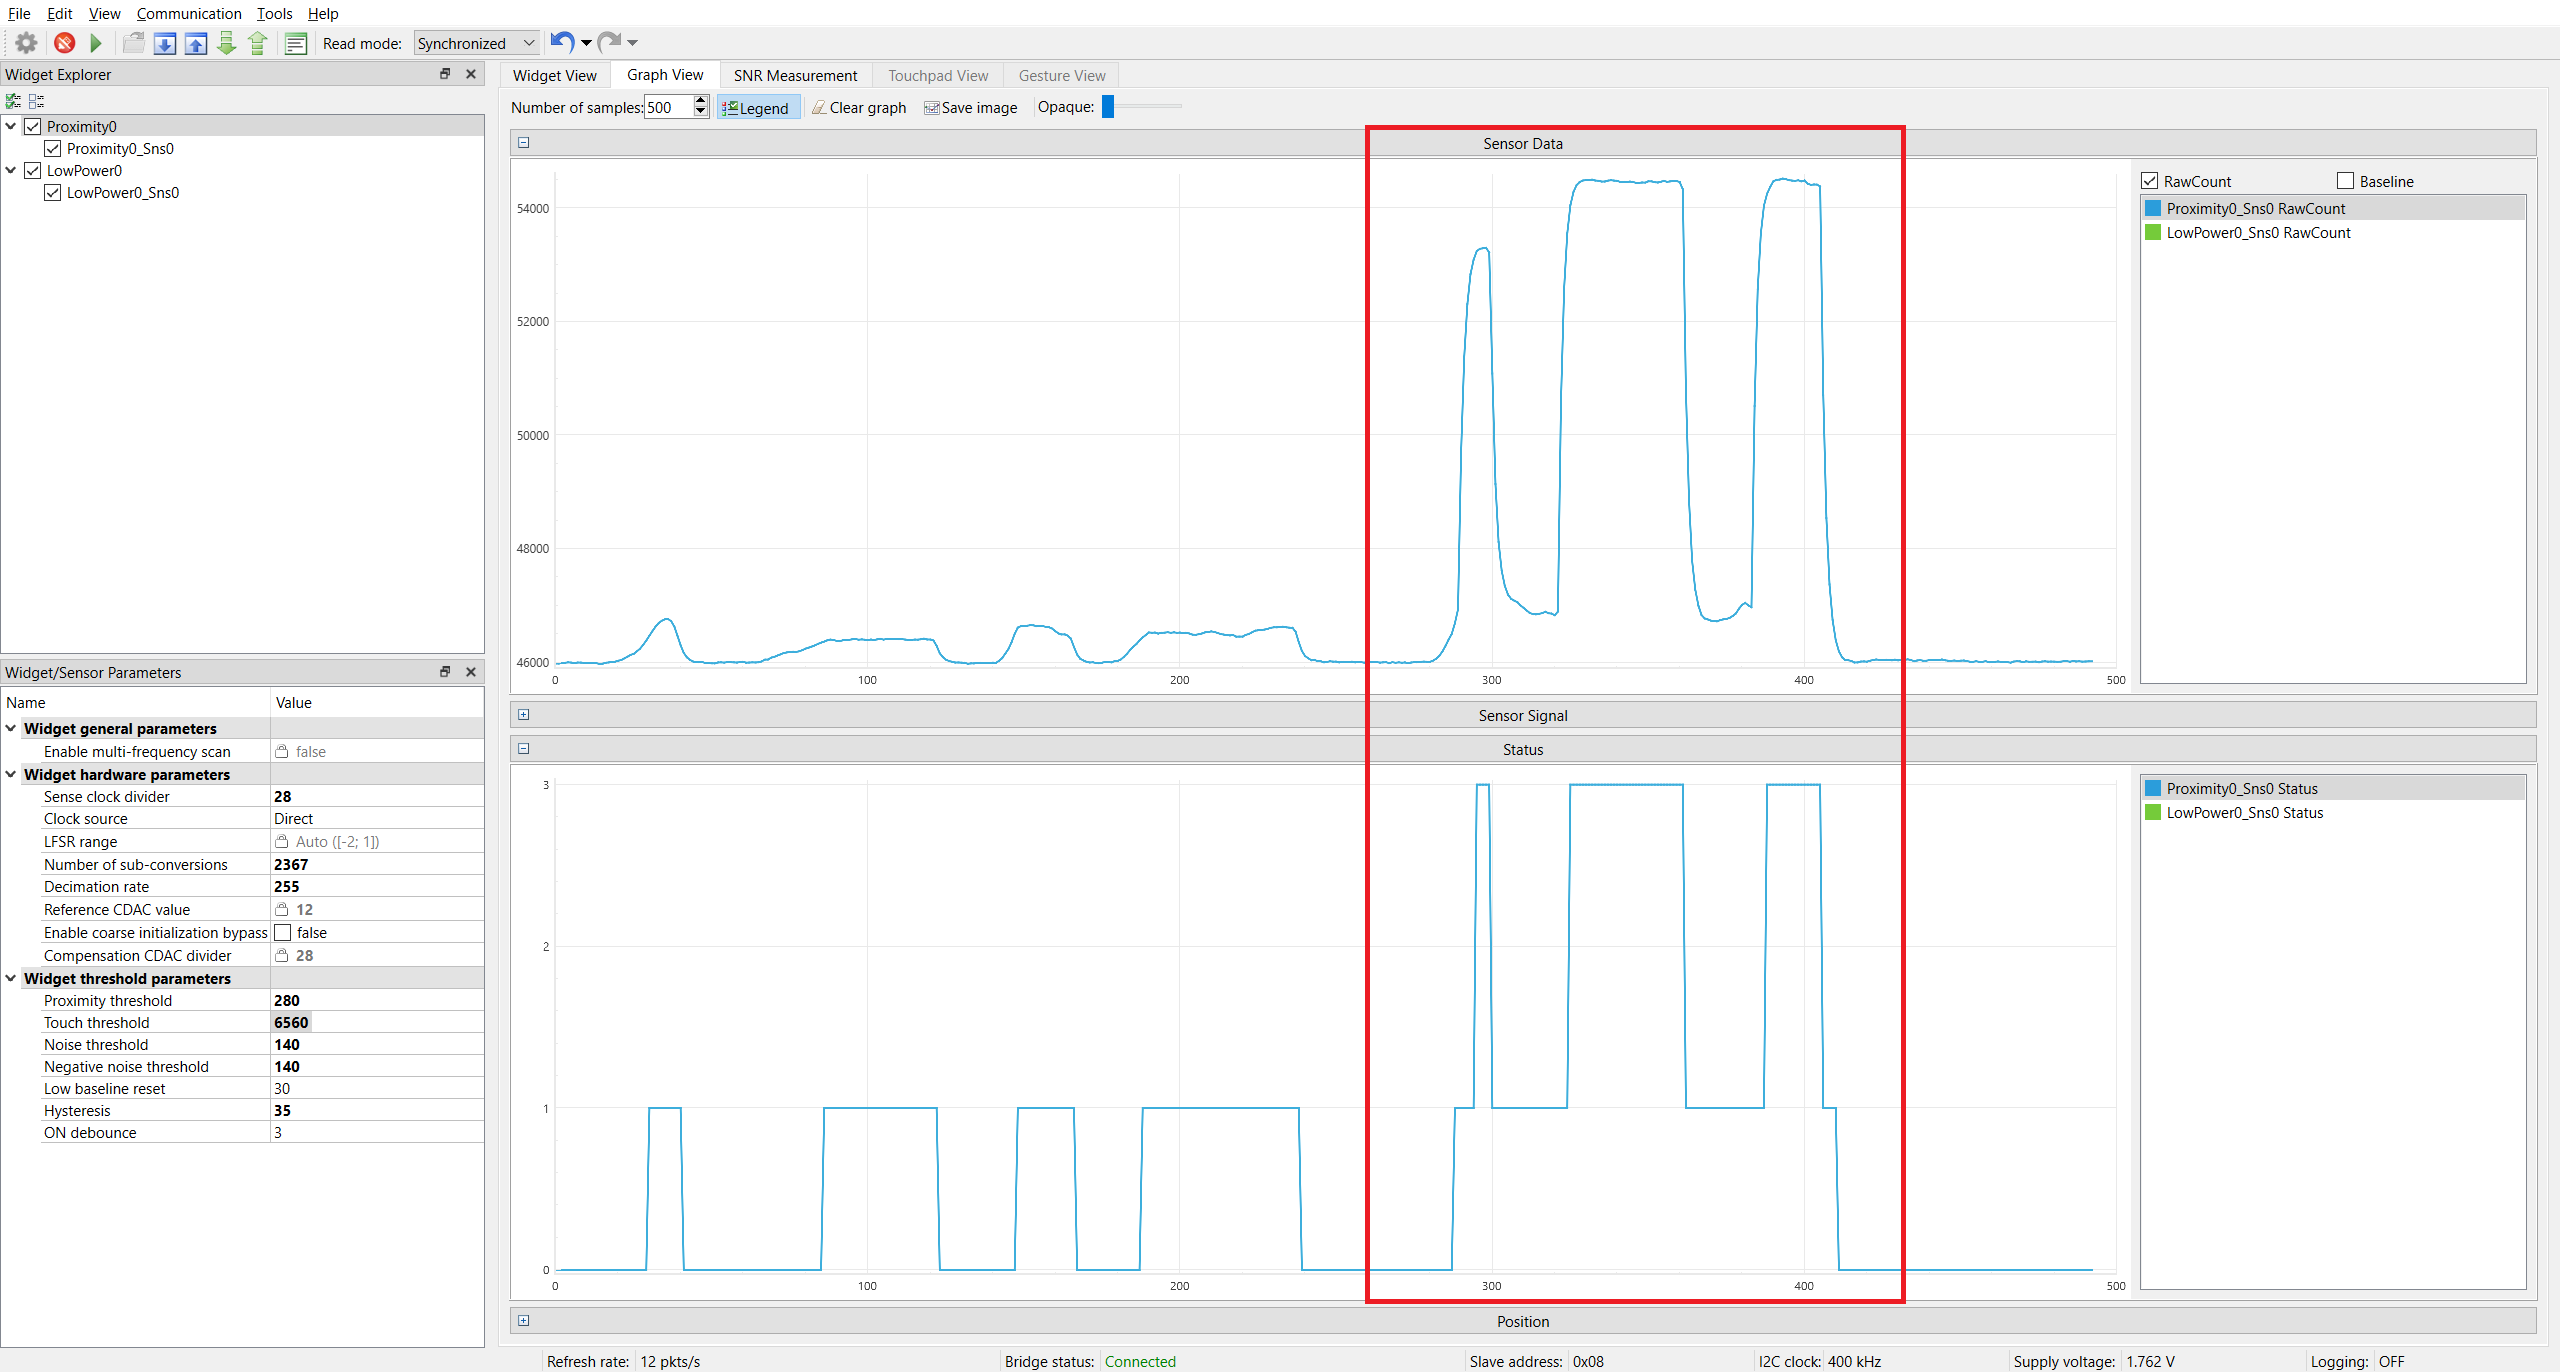 File Edit View Communication Tools Help
Read mode: Synchronized
Widget Explorer
Proximity0
Proximity0_Sns0
LowPower0
LowPower0_Sns0
Widget/Sensor Parameters
Name Value
Widget general parameters
Enable multi-frequency scan false
Widget hardware parameters
Sense clock divider 28
Clock source Direct
LFSR range Auto ([-2; 1])
Number of sub-conversions 2367
Decimation rate 255
Reference CDAC value 12
Enable coarse initialization bypass false
Compensation CDAC divider 28
Widget threshold parameters
Proximity threshold 280
Touch threshold 6560
Noise threshold 140
Negative noise threshold 140
Low baseline reset 30
Hysteresis 35
ON debounce 3
Widget View Graph View SNR Measurement Touchpad View Gesture View
Number of samples: 500 Legend Clear graph Save image Opaque:
Sensor Data
54000
52000
50000
48000
46000
0 100 200 300 400 500
RawCount Baseline
Proximity0_Sns0 RawCount
LowPower0_Sns0 RawCount
Sensor Signal
Status
3
2
1
0
0 100 200 300 400 500
Proximity0_Sns0 Status
LowPower0_Sns0 Status
Position
Refresh rate: 12 pkts/s Bridge status: Connected Slave address: 0x08 I2C clock: 400 kHz Supply voltage: 1.762 V Logging: OFF